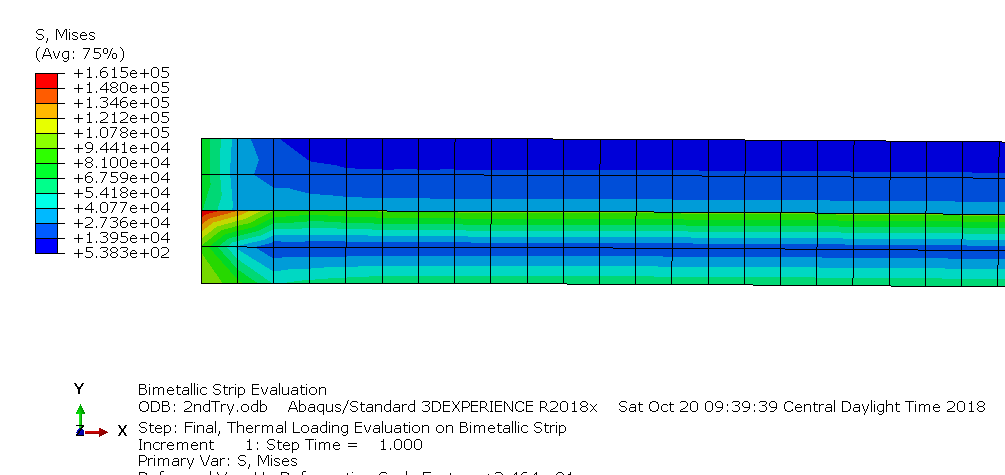 S, Mises
(Avg: 75%)
+1.615e+05
+1.480e+05
+1.346e+05
+1.212e+05
+1.078e+05
+9.441e+04
+8.100e+04
+6.759e+04
+5.418e+04
+4.077e+04
+2.736e+04
+1.395e+04
+5.383e+02
Y
Z X
Bimetallic Strip Evaluation
ODB: 2ndTry.odb Abaqus/Standard 3DEXPERIENCE R2018x Sat Oct 20 09:39:39 Central Daylight Time 2018
Step: Final, Thermal Loading Evaluation on Bimetallic Strip
Increment 1: Step Time = 1.000
Primary Var: S, Mises